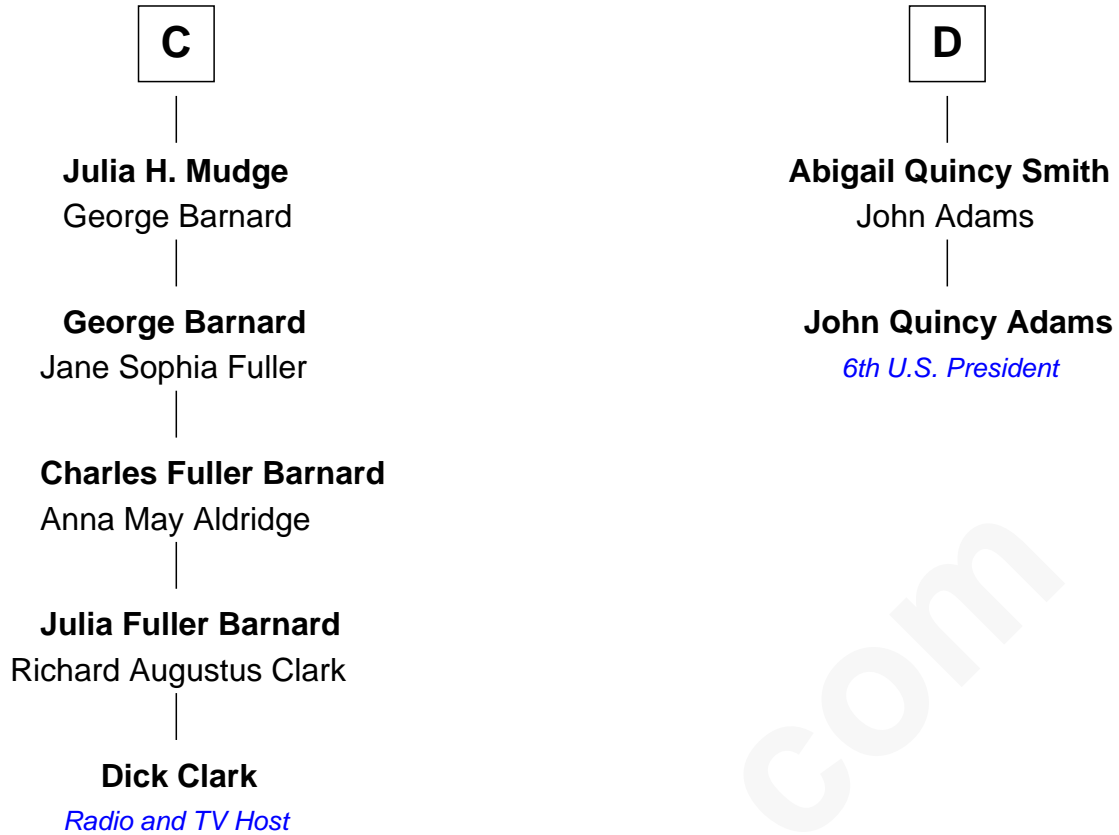 C
Julia H. Mudge
George Barnard
George Barnard
Jane Sophia Fuller
Charles Fuller Barnard
Anna May Aldridge
Julia Fuller Barnard
Richard Augustus Clark
Dick Clark
Radio and TV Host
D
Abigail Quincy Smith
John Adams
John Quincy Adams
6th U.S. President
com